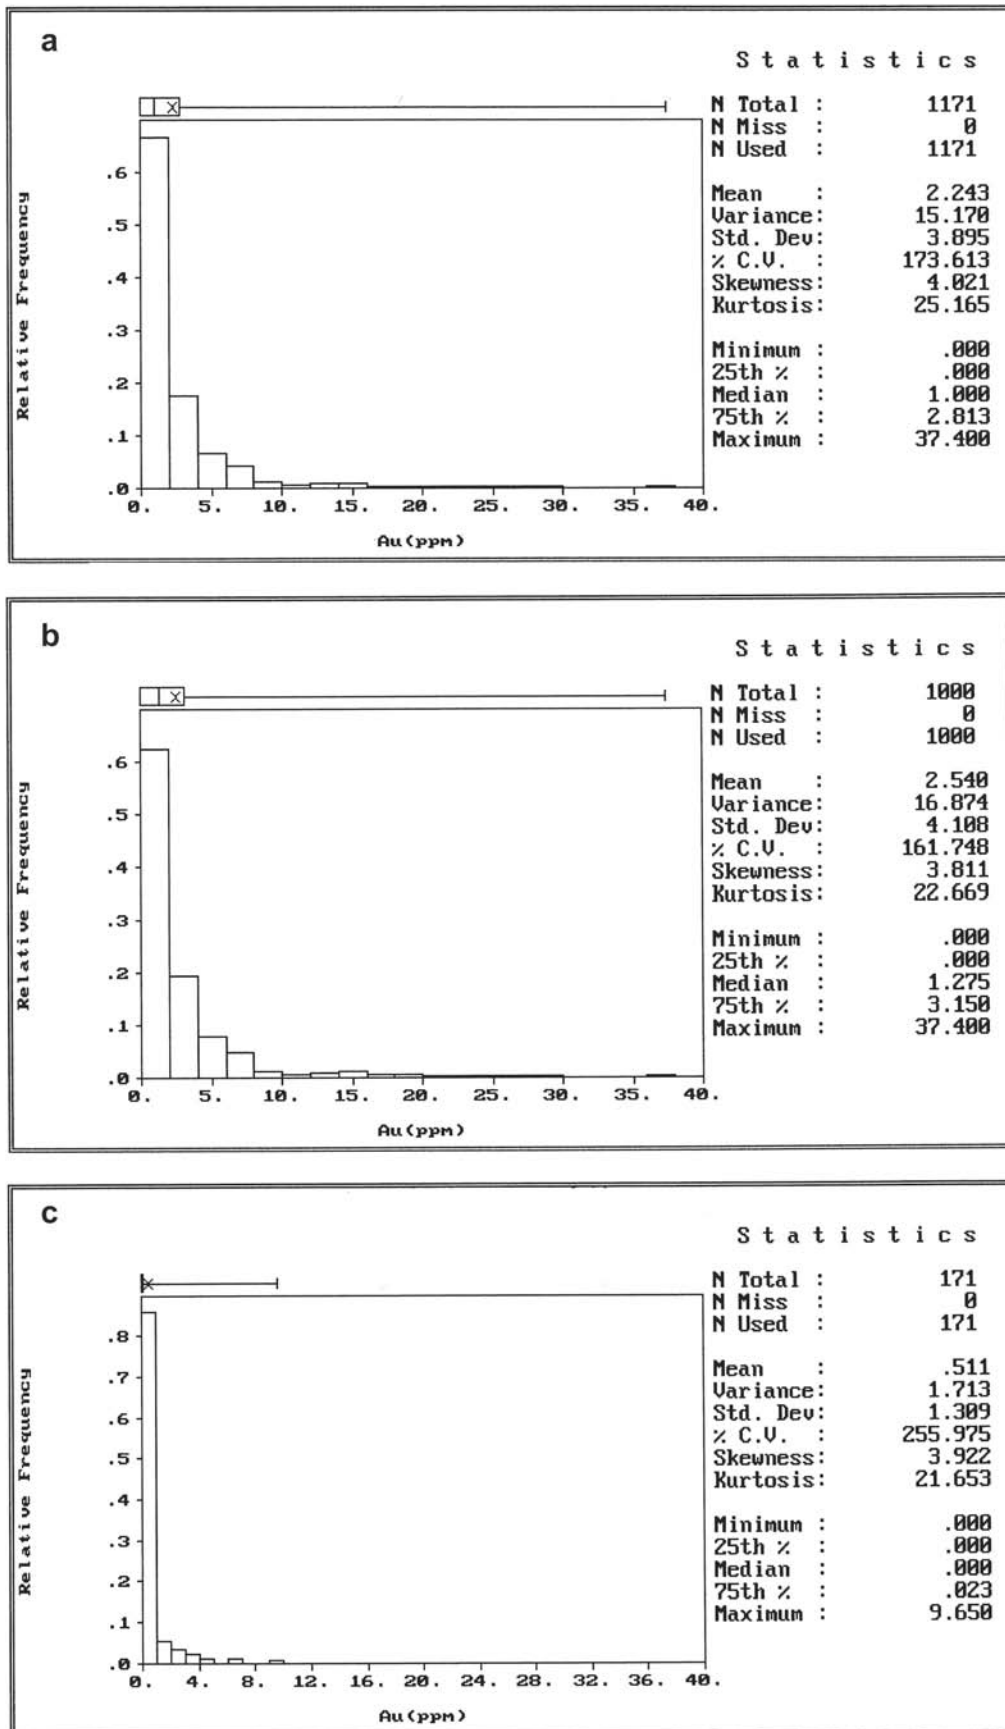 a
S t a t i s t i c s
N Total : 1171
N Miss : 0
N Used : 1171
Mean : 2.243
Variance: 15.170
Std. Dev: 3.895
% C.V. : 173.613
Skewness: 4.021
Kurtosis: 25.165
Minimum : .000
25th % : .000
Median : 1.000
75th % : 2.813
Maximum : 37.400
Relative Frequency
.6
.5
.4
.3
.2
.1
.0
0. 5. 10. 15. 20. 25. 30. 35. 40.
Au(ppm)
b
S t a t i s t i c s
N Total : 1000
N Miss : 0
N Used : 1000
Mean : 2.540
Variance: 16.874
Std. Dev: 4.108
% C.V. : 161.748
Skewness: 3.811
Kurtosis: 22.669
Minimum : .000
25th % : .000
Median : 1.275
75th % : 3.150
Maximum : 37.400
Relative Frequency
.6
.5
.4
.3
.2
.1
.0
0. 5. 10. 15. 20. 25. 30. 35. 40.
Au(ppm)
c
S t a t i s t i c s
N Total : 171
N Miss : 0
N Used : 171
Mean : .511
Variance: 1.713
Std. Dev: 1.309
% C.V. : 255.975
Skewness: 3.922
Kurtosis: 21.653
Minimum : .000
25th % : .000
Median : .000
75th % : .023
Maximum : 9.650
Relative Frequency
.8
.7
.6
.5
.4
.3
.2
.1
.0
0. 4. 8. 12. 16. 20. 24. 28. 32. 36. 40.
Au(ppm)